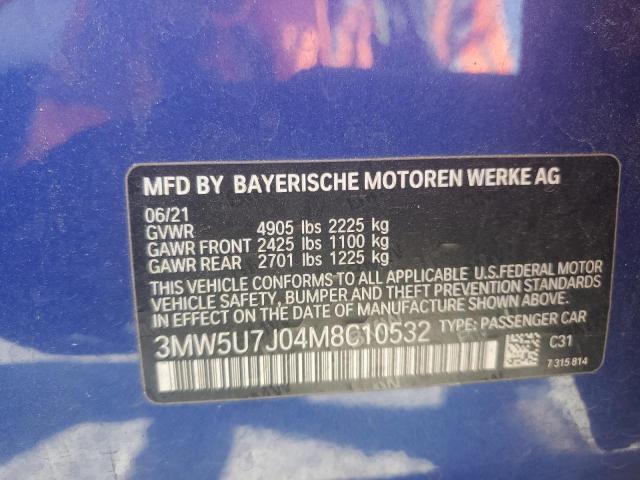 MFD BY BAYERISCHE MOTOREN WERKE AG
06/21
GVWR 4905 lbs 2225 kg
GAWR FRONT 2425 lbs 1100 kg
GAWR REAR 2701 lbs 1225 kg
THIS VEHICLE CONFORMS TO ALL APPLICABLE U.S.FEDERAL MOTOR
VEHICLE SAFETY, BUMPER AND THEFT PREVENTION STANDARDS
IN EFFECT ON THE DATE OF MANUFACTURE SHOWN ABOVE.
3MW5U7J04M8C10532 TYPE: PASSENGER CAR
C31
7 315 814